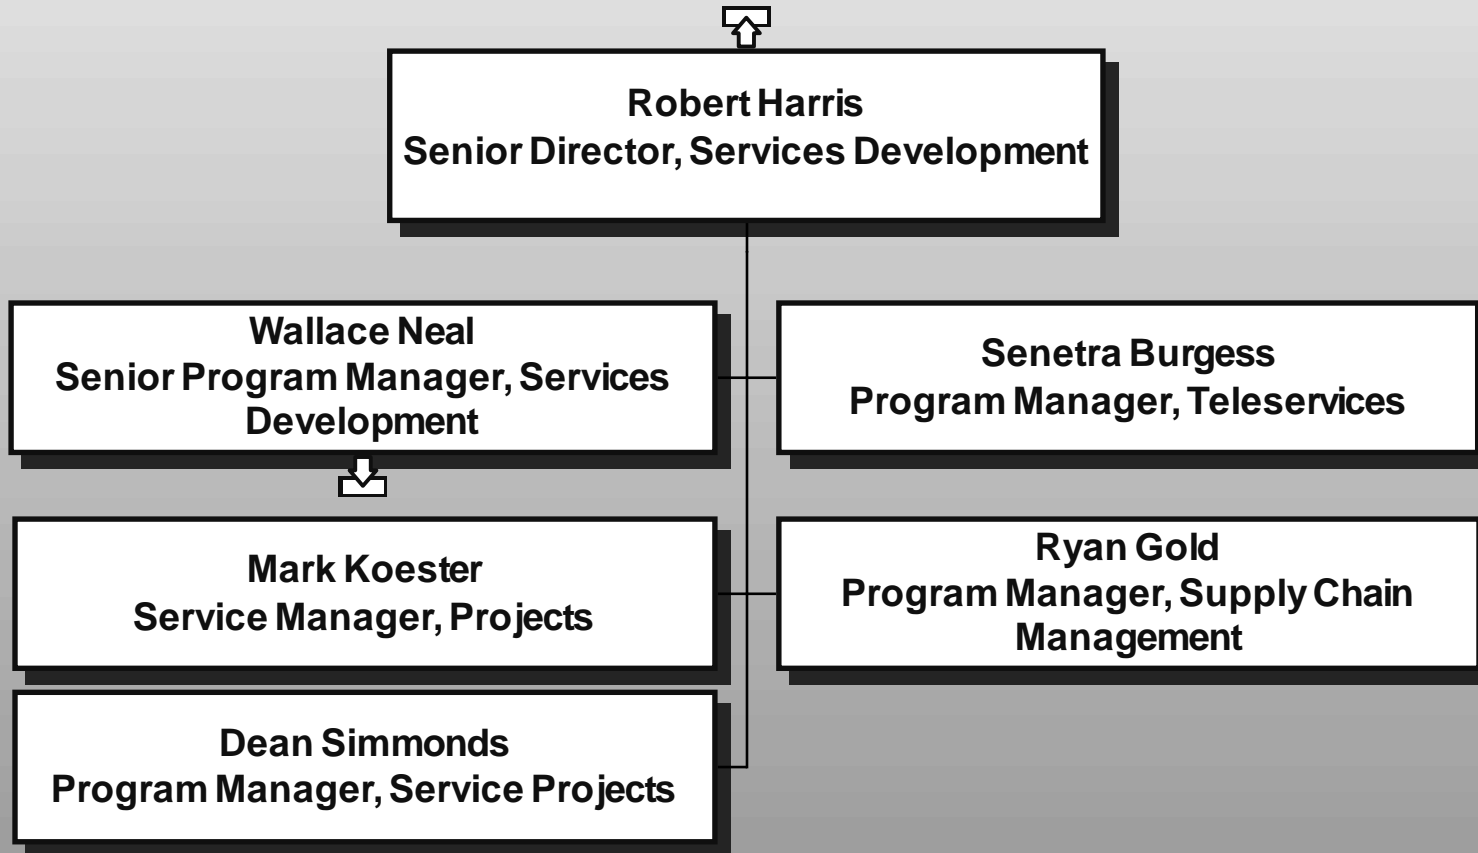 Robert Harris
Senior Director, Services Development
Wallace Neal
Senior Program Manager, Services
Development
Senetra Burgess
Program Manager, Teleservices
Mark Koester
Service Manager, Projects
Ryan Gold
Program Manager, Supply Chain
Management
Dean Simmonds
Program Manager, Service Projects